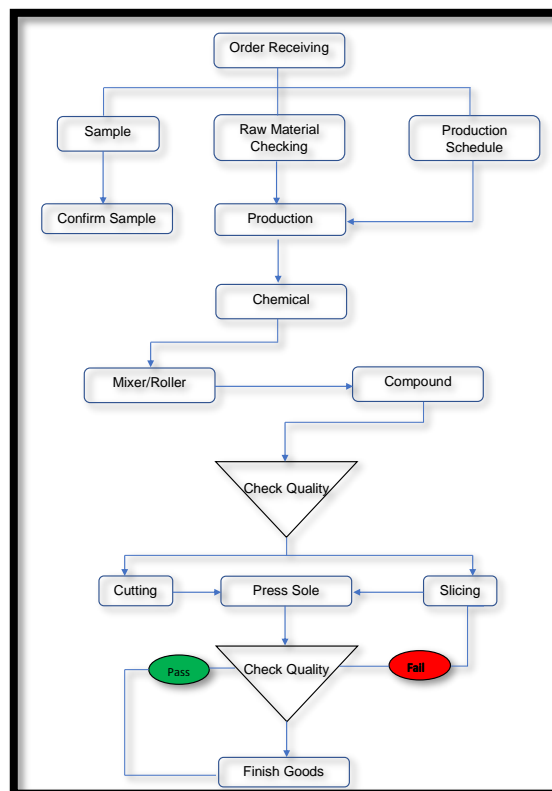 Order Receiving
Sample
Raw Material
Checking
Production
Schedule
Confirm Sample
Production
Chemical
Mixer/Roller
Compound
Check Quality
Cutting
Press Sole
Slicing
Pass
Check Quality
Fall
Finish Goods